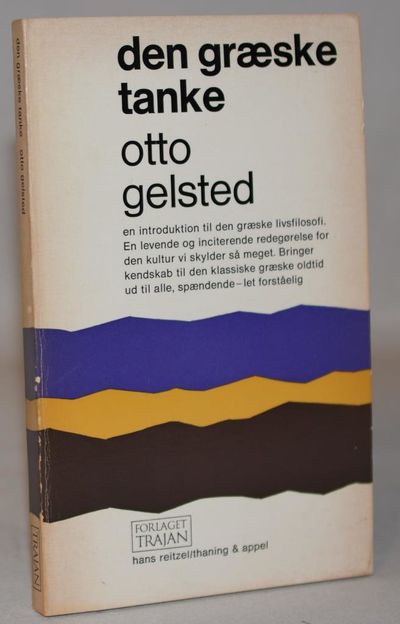 den græske
tanke
otto
gelsted
en introduktion til den græske livsfilosofi.
En levende og inciterende redegørelse for
den kultur vi skylder så meget. Bringer
kendskab til den klassiske græske oldtid
ud til alle, spændende – let forståelig
FORLAGET
TRAJAN
hans reitzel/thaning & appel
den græske tanke otto gelsted
TRAJAN